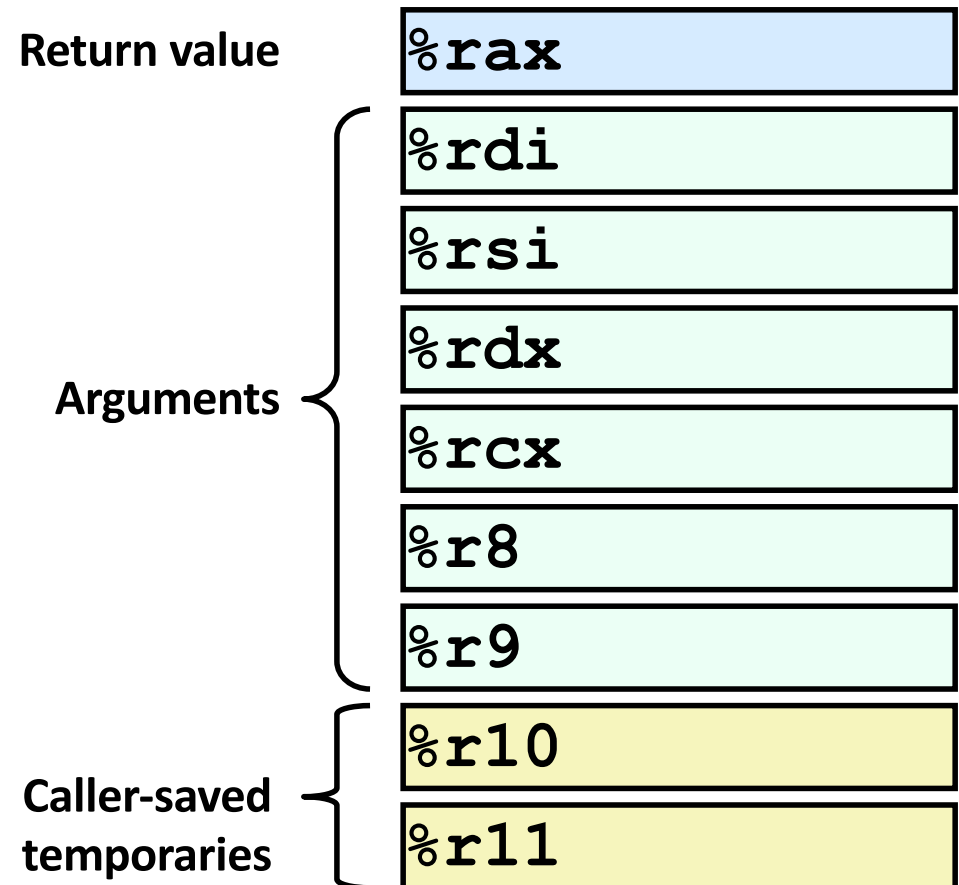 Return value %rax
%rdi
%rsi
%rdx
Arguments %rcx
%r8
%r9
%r10
Caller-saved
temporaries %r11